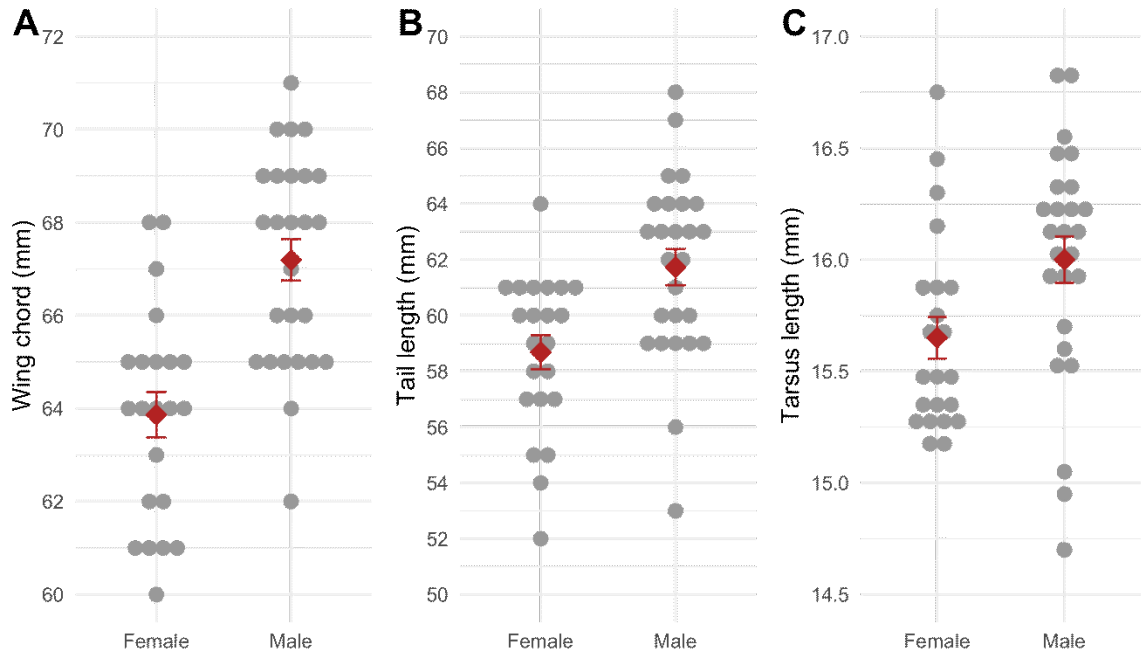 A
Wing chord (mm)
72
70
68
66
64
62
60
Female
Male
B
Tail length (mm)
70
68
66
64
62
60
58
56
54
52
50
Female
Male
C
Tarsus length (mm)
17.0
16.5
16.0
15.5
15.0
14.5
Female
Male